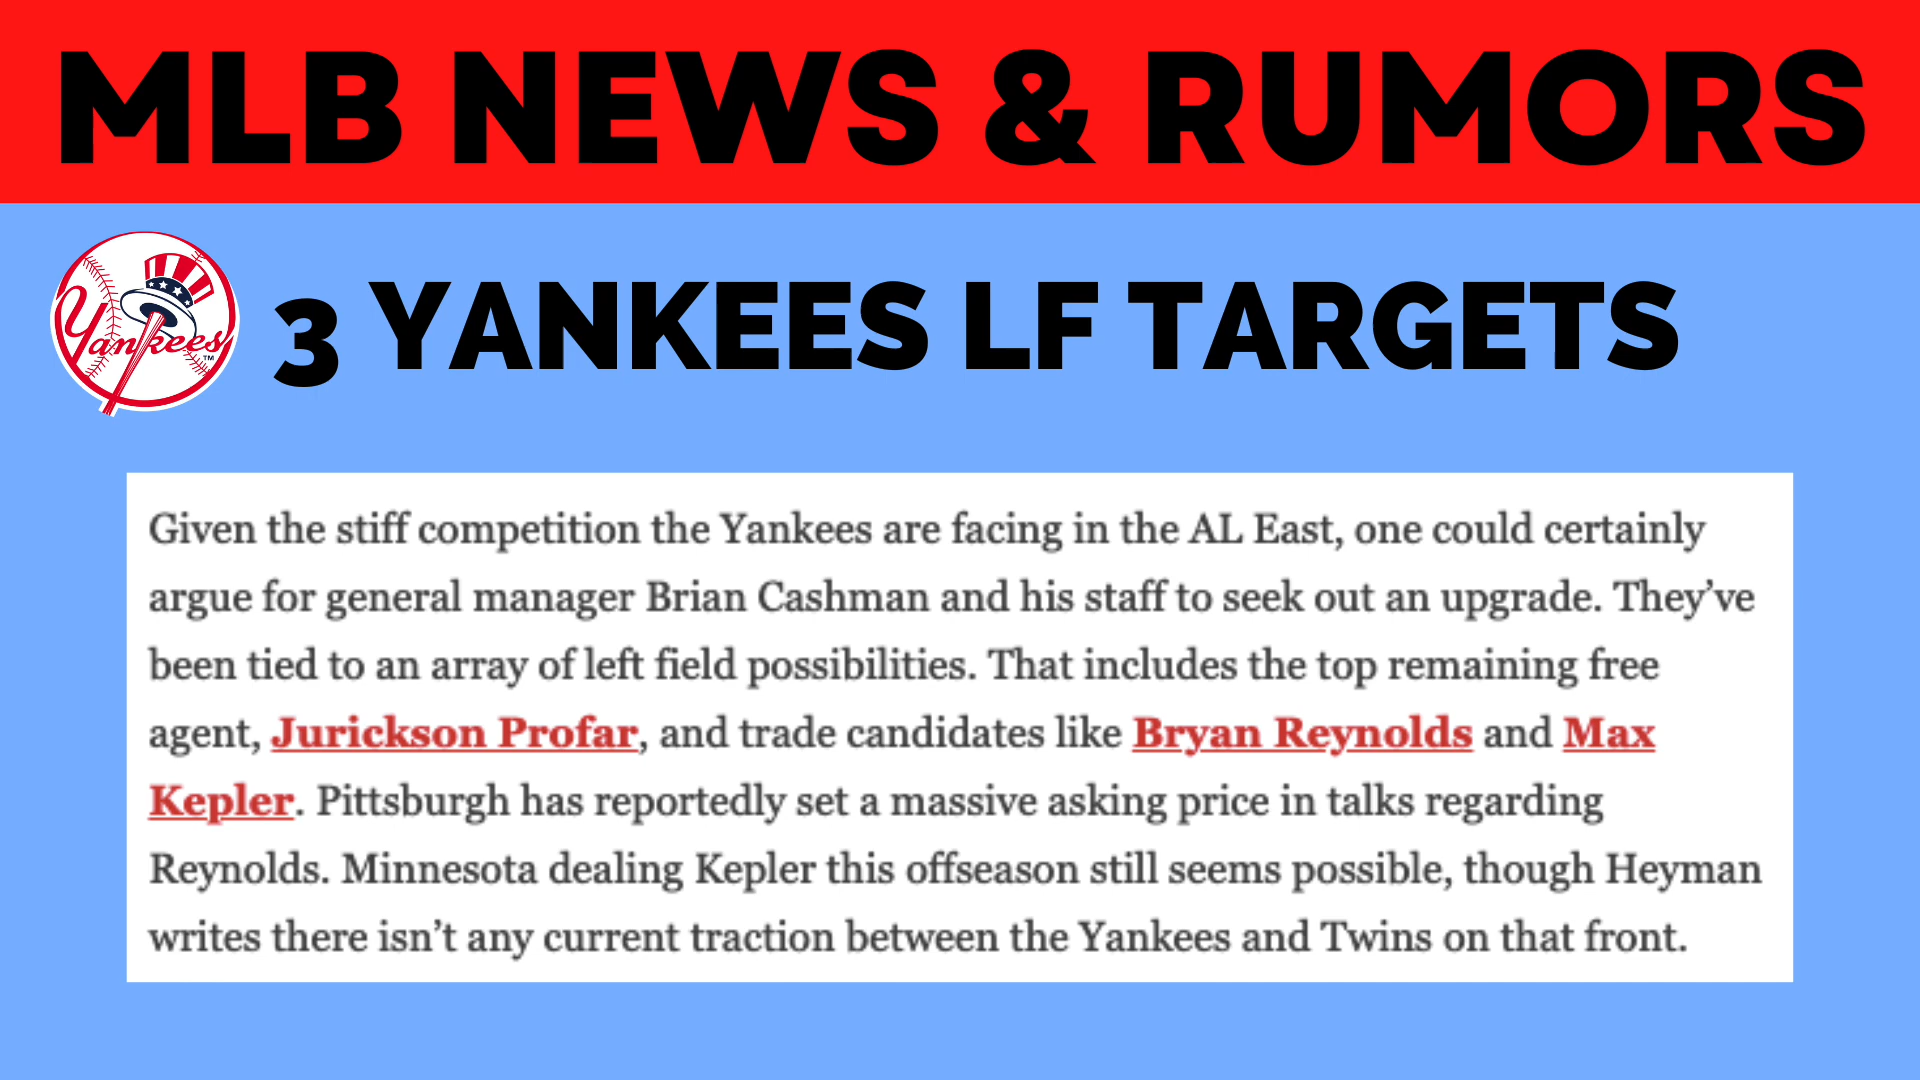 MLB NEWS & RUMORS
Yankees
TM
3 YANKEES LF TARGETS
Given the stiff competition the Yankees are facing in the AL East, one could certainly
argue for general manager Brian Cashman and his staff to seek out an upgrade. They’ve
been tied to an array of left field possibilities. That includes the top remaining free
agent, Jurickson Profar, and trade candidates like Bryan Reynolds and Max
Kepler. Pittsburgh has reportedly set a massive asking price in talks regarding
Reynolds. Minnesota dealing Kepler this offseason still seems possible, though Heyman
writes there isn’t any current traction between the Yankees and Twins on that front.